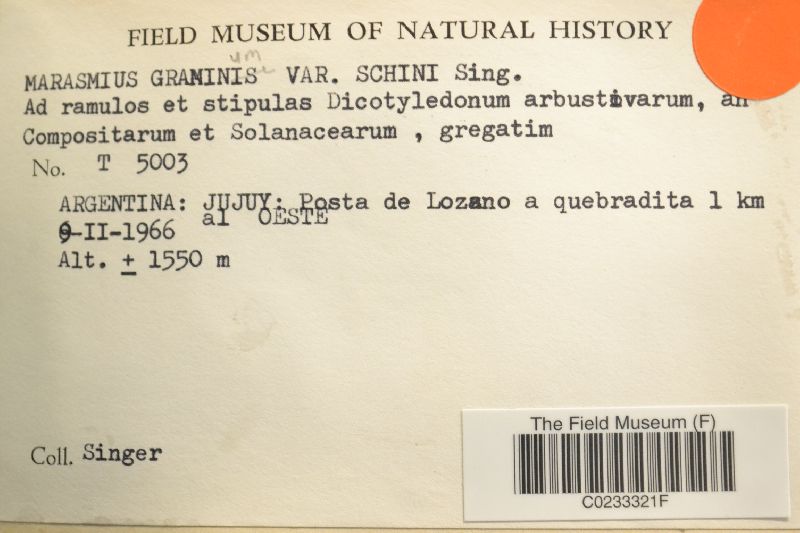 FIELD MUSEUM OF NATURAL HISTORY
um
MARASMIUS GRAMINIS VAR. SCHINI Sing.
Ad ramulos et stipulas Dicotyledonum arbustivarum, an
Compositarum et Solanacearum , gregatim
No. T 5003
ARGENTINA: JUJUY: Posta de Lozano a quebradita 1 km
al OESTE
9-II-1966
Alt. ± 1550 m
Coll. Singer
The Field Museum (F)
C0233321F